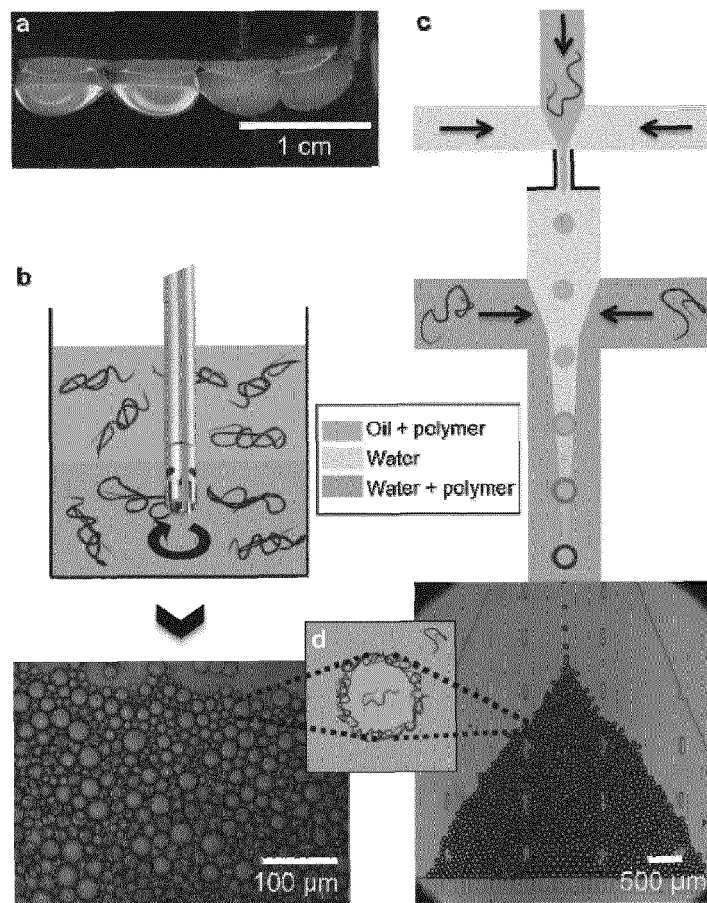 a
1 cm
b
100 µm
c
Oil + polymer
Water
Water + polymer
d
500 µm